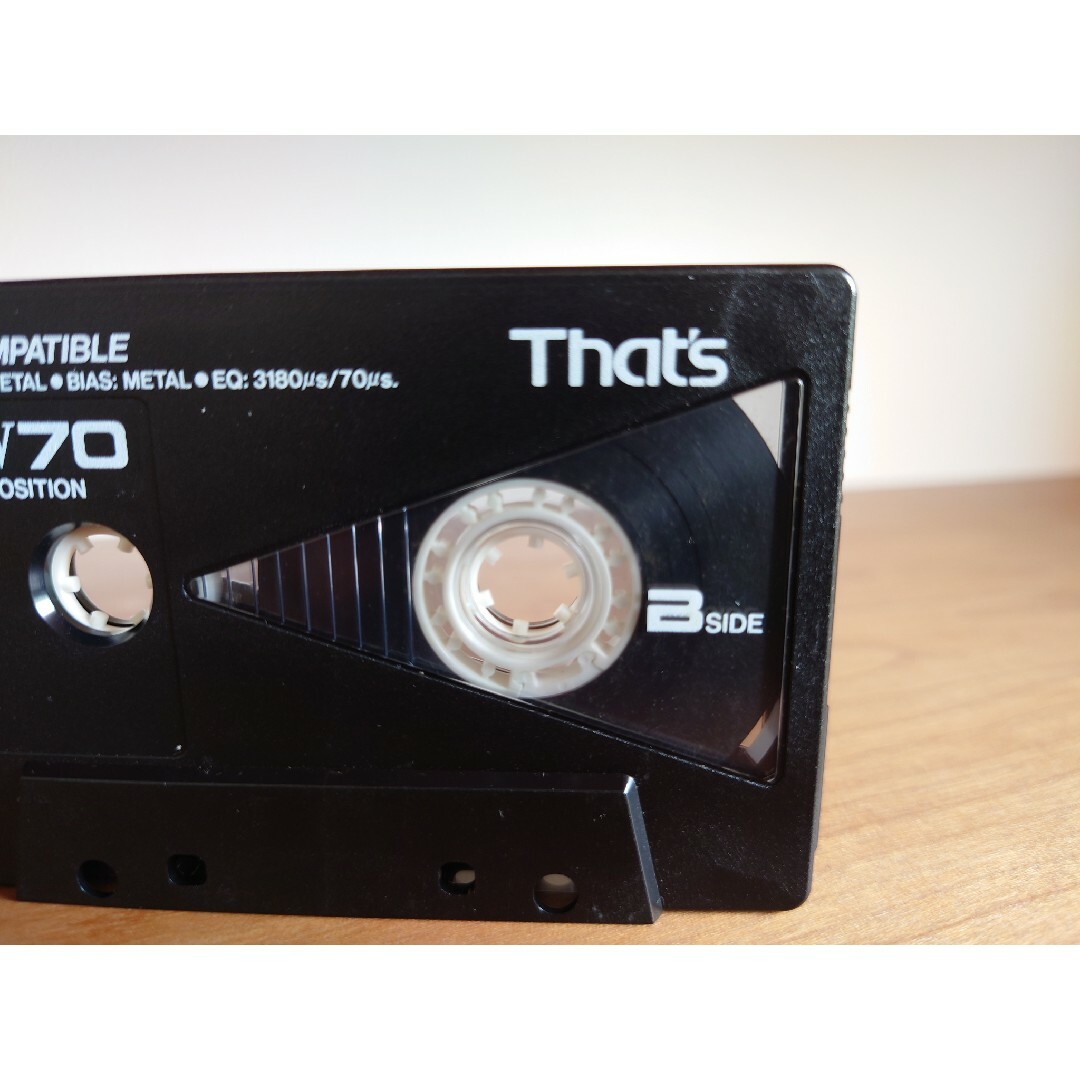 MPATIBLE
ETAL ● BIAS: METAL ● EQ: 3180μs/70μs.
That's
70
OSITION
B SIDE